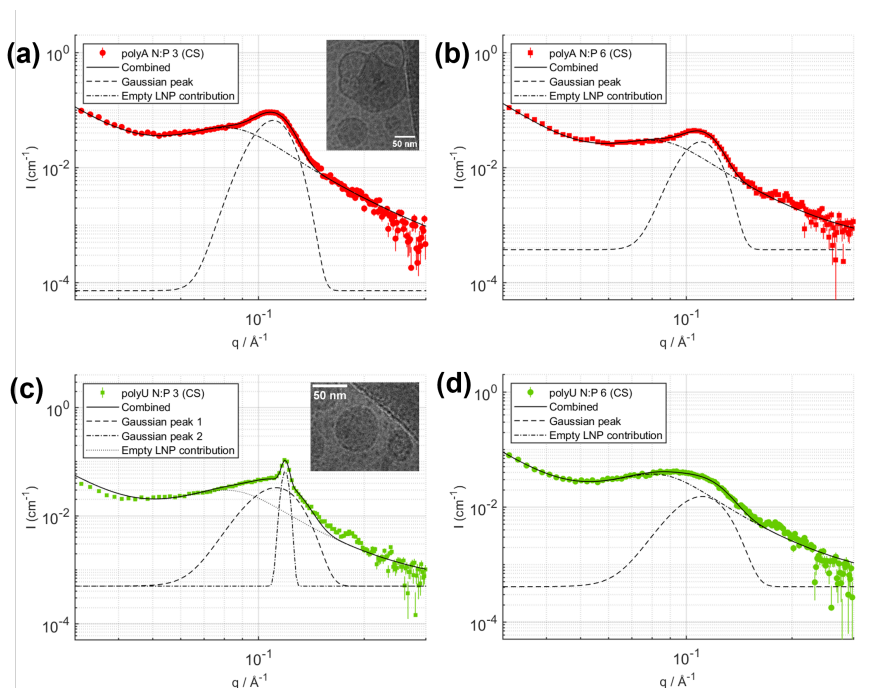 (a)
10⁰
10⁻²
10⁻⁴
I (cm⁻¹)
polyA N:P 3 (CS)
Combined
Gaussian peak
Empty LNP contribution
50 nm
10⁻¹
q / Å⁻¹
(b)
10⁰
10⁻²
10⁻⁴
I (cm⁻¹)
polyA N:P 6 (CS)
Combined
Gaussian peak
Empty LNP contribution
10⁻¹
q / Å⁻¹
(c)
10⁰
10⁻²
10⁻⁴
I (cm⁻¹)
polyU N:P 3 (CS)
Combined
Gaussian peak 1
Gaussian peak 2
Empty LNP contribution
50 nm
10⁻¹
q / Å⁻¹
(d)
10⁰
10⁻²
10⁻⁴
I (cm⁻¹)
polyU N:P 6 (CS)
Combined
Gaussian peak
Empty LNP contribution
10⁻¹
q / Å⁻¹